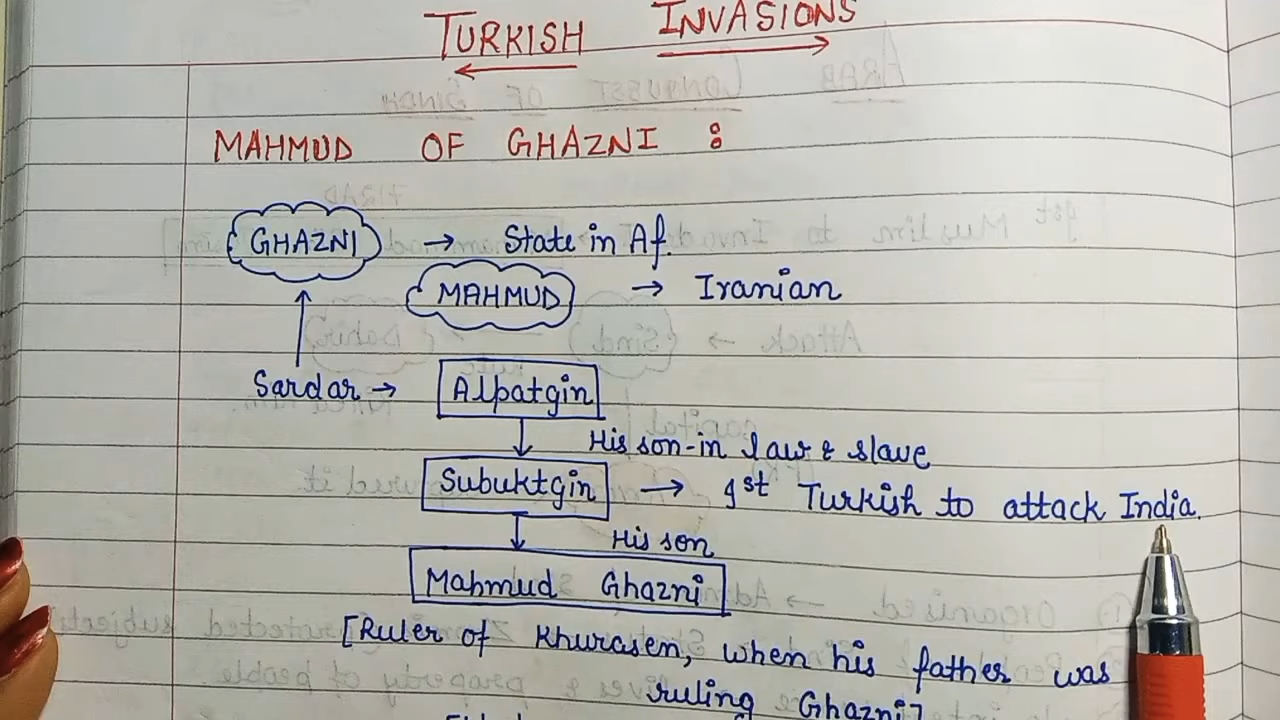 TURKISH INVASIONS
MAHMUD OF GHAZNI :
GHAZNI → State in Af.
MAHMUD → Iranian
Sardar → Alpatgin
His son-in law & slave
Subuktgin → 1st Turkish to attack India.
His son
Mahmud Ghazni
[Ruler of Khurasen, when his father was
ruling Ghazni]